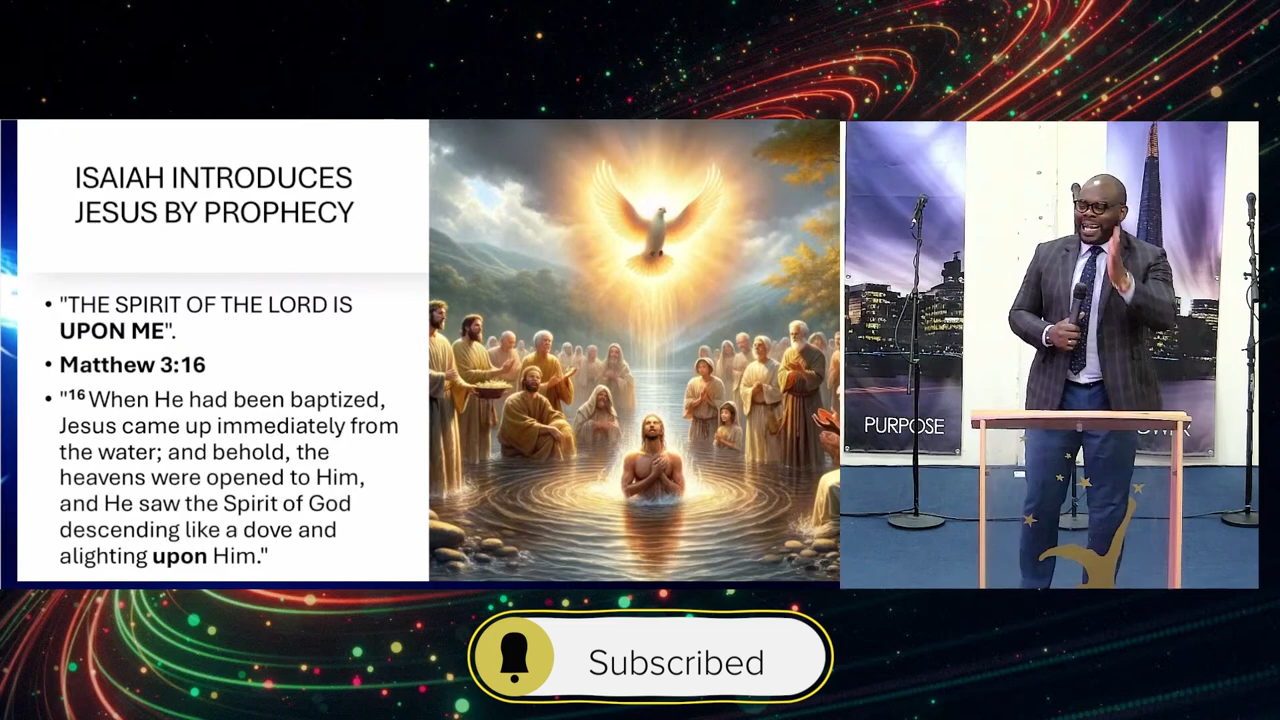 ISAIAH INTRODUCES
JESUS BY PROPHECY
• "THE SPIRIT OF THE LORD IS
UPON ME".
• Matthew 3:16
• "¹⁶ When He had been baptized,
Jesus came up immediately from
the water; and behold, the
heavens were opened to Him,
and He saw the Spirit of God
descending like a dove and
alighting upon Him."
PURPOSE
Subscribed